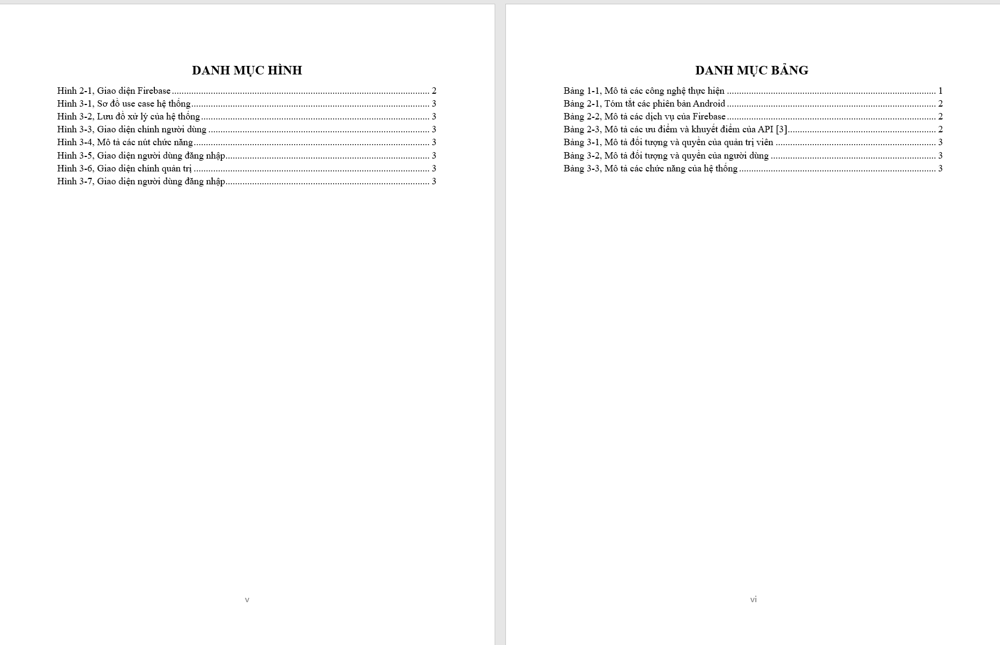 DANH MỤC HÌNH
Hình 2-1, Giao diện Firebase 2
Hình 3-1, Sơ đồ use case hệ thống 3
Hình 3-2, Lưu đồ xử lý của hệ thống 3
Hình 3-3, Giao diện chính người dùng 3
Hình 3-4, Mô tả các nút chức năng 3
Hình 3-5, Giao diện người dùng đăng nhập 3
Hình 3-6, Giao diện chính quản trị 3
Hình 3-7, Giao diện người dùng đăng nhập 3
v
DANH MỤC BẢNG
Bảng 1-1, Mô tả các công nghệ thực hiện 1
Bảng 2-1, Tóm tắt các phiên bản Android 2
Bảng 2-2, Mô tả các dịch vụ của Firebase 2
Bảng 2-3, Mô tả các ưu điểm và khuyết điểm của API [3] 2
Bảng 3-1, Mô tả đối tượng và quyền của quản trị viên 3
Bảng 3-2, Mô tả đối tượng và quyền của người dùng 3
Bảng 3-3, Mô tả các chức năng của hệ thống 3
vi